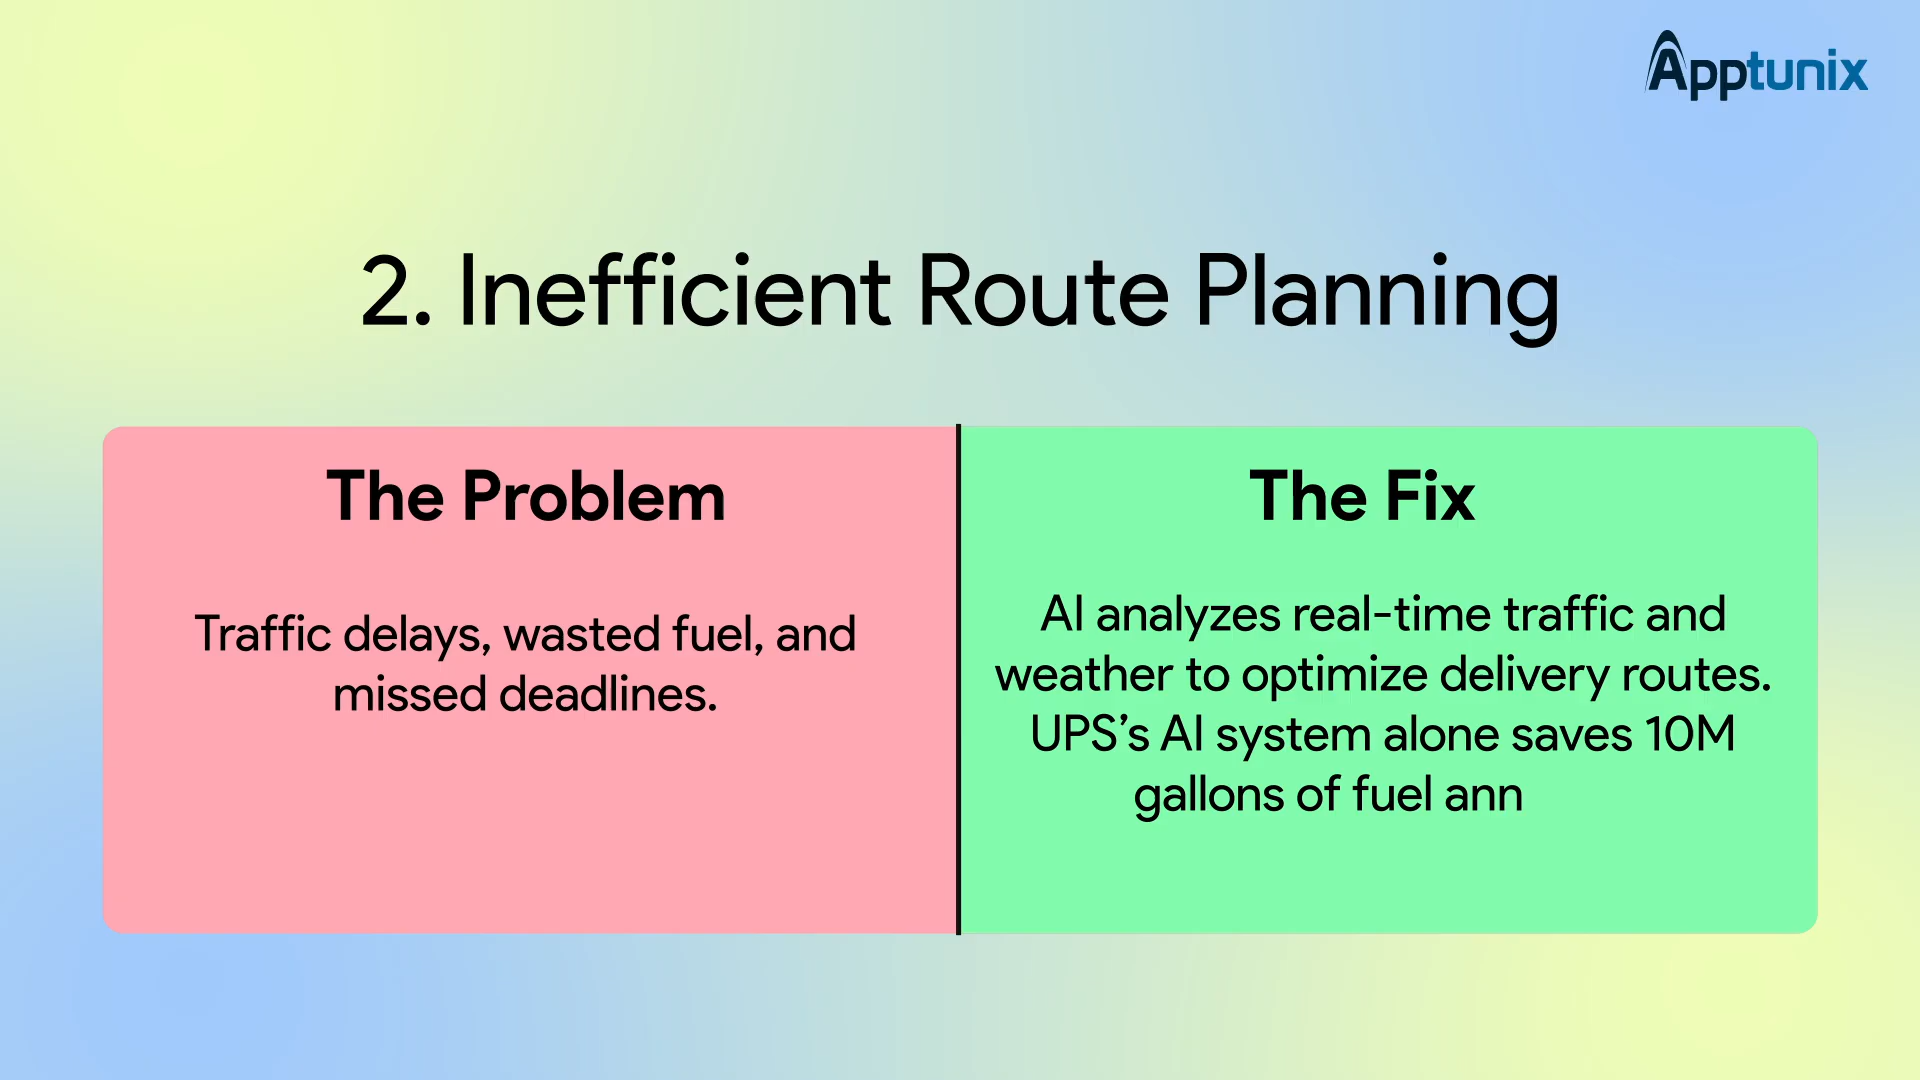 Apptunix
2. Inefficient Route Planning
The Problem
Traffic delays, wasted fuel, and
missed deadlines.
The Fix
AI analyzes real-time traffic and
weather to optimize delivery routes.
UPS’s AI system alone saves 10M
gallons of fuel ann